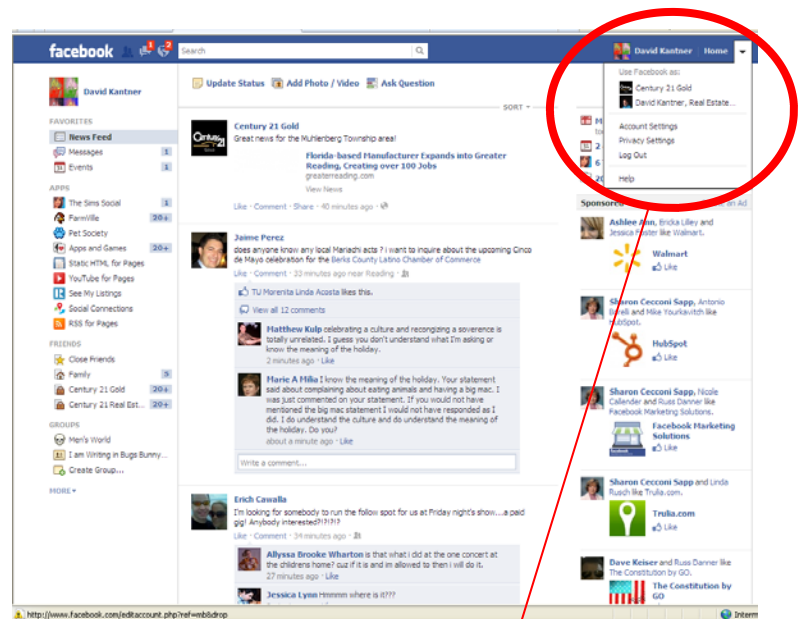 facebook
1
2
Search
David Kantner Home
Use Facebook as:
Century 21 Gold
David Kantner, Real Estate...
Account Settings
Privacy Settings
Log Out
Help
David Kantner
FAVORITES
News Feed
Messages 1
Events 1
APPS
The Sims Social 1
FarmVille 20+
Pet Society
Apps and Games 20+
Static HTML for Pages
YouTube for Pages
See My Listings
Social Connections
RSS for Pages
FRIENDS
Close Friends
Family 5
Century 21 Gold 20+
Century 21 Real Est... 20+
GROUPS
Men's World
I am Writing in Bugs Bunny...
Create Group...
MORE
Update Status Add Photo / Video Ask Question
SORT
Century 21 Gold
Great news for the Muhlenberg Township area!
Florida-based Manufacturer Expands into Greater
Reading, Creating over 100 Jobs
greaterreading.com
View News
Like · Comment · Share · 40 minutes ago ·
Jaime Perez
does anyone know any local Mariachi acts ? i want to inquire about the upcoming Cinco
de Mayo celebration for the Berks County Latino Chamber of Commerce
Like · Comment · 33 minutes ago near Reading ·
TU Morenita Linda Acosta likes this.
View all 12 comments
Matthew Kulp celebrating a culture and recongizing a soverence is
totally unrelated. I guess you don't understand what I'm asking or
know the meaning of the holiday.
2 minutes ago · Like
Marie A Milia I know the meaning of the holiday. Your statement
said about complaining about eating animals and having a big mac. I
was just commented on your statement. If you would not have
mentioned the big mac statement I would not have responded as I
did. I do understand the culture and do understand the meaning of
the holiday. Do you?
about a minute ago · Like
Write a comment...
Erich Cawalla
I'm looking for somebody to run the follow spot for us at Friday night's show...a paid
gig! Anybody interested?!?!?!?
Like · Comment · 34 minutes ago ·
Allyssa Brooke Wharton is that what i did at the one concert at
the childrens home? cuz if it is and im allowed to then i will do it.
27 minutes ago · Like
Jessica Lynn Hmmmm where is it???
Sponsored an Ad
Ashlee Ann, Ericka Lilley and
Jessica Foster like Walmart.
Walmart
Like
Sharon Cecconi Sapp, Antonio
Borelli and Mike Yourkavitch like
HubSpot.
HubSpot
Like
Sharon Cecconi Sapp, Nicole
Callender and Russ Danner like
Facebook Marketing Solutions.
Facebook Marketing
Solutions
Like
Sharon Cecconi Sapp and Linda
Rusch like Trulia.com.
Trulia.com
Like
Dave Keiser and Russ Danner like
The Constitution by GO.
The Constitution by
GO
http://www.facebook.com/editaccount.php?ref=mb&drop